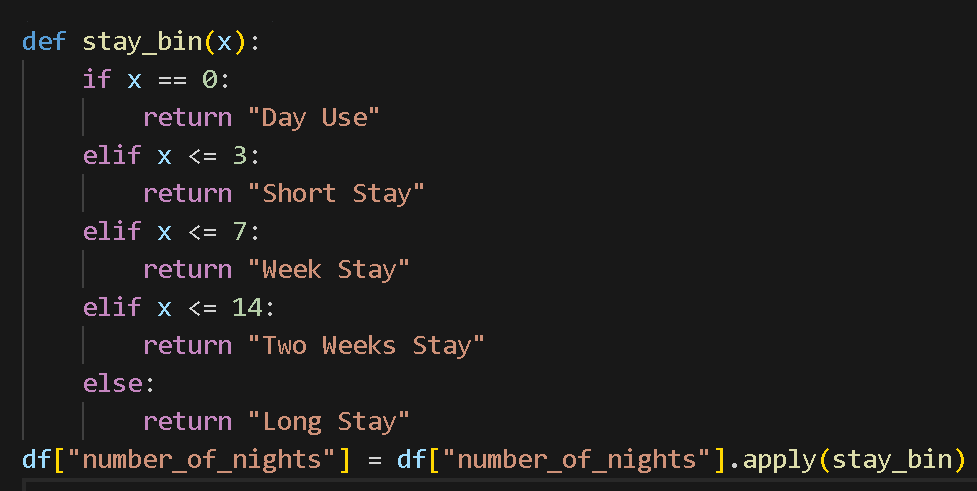 def stay_bin(x):
    if x == 0:
        return "Day Use"
    elif x <= 3:
        return "Short Stay"
    elif x <= 7:
        return "Week Stay"
    elif x <= 14:
        return "Two Weeks Stay"
    else:
        return "Long Stay"
df["number_of_nights"] = df["number_of_nights"].apply(stay_bin)